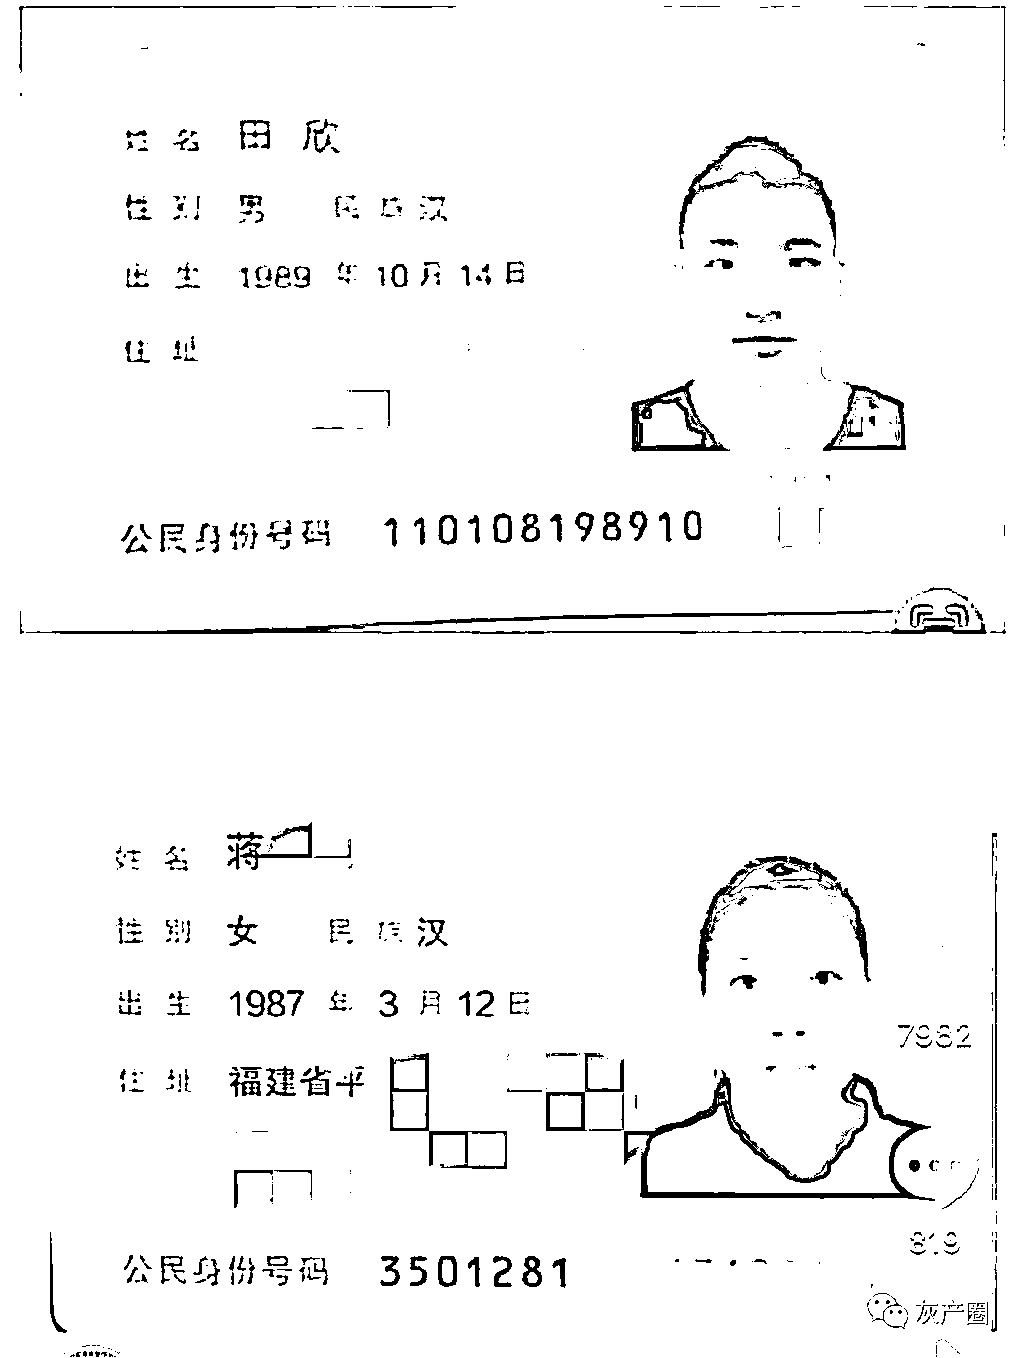 姓名 田欣
性别 男 民族 汉
出生 1989 年 10 月 14 日
住址
公民身份号码 110108198910
姓名 蒋
性别 女 民族 汉
出生 1987 年 3 月 12 日
住址 福建省平
7982
公民身份号码 3501281
819
灰产圈